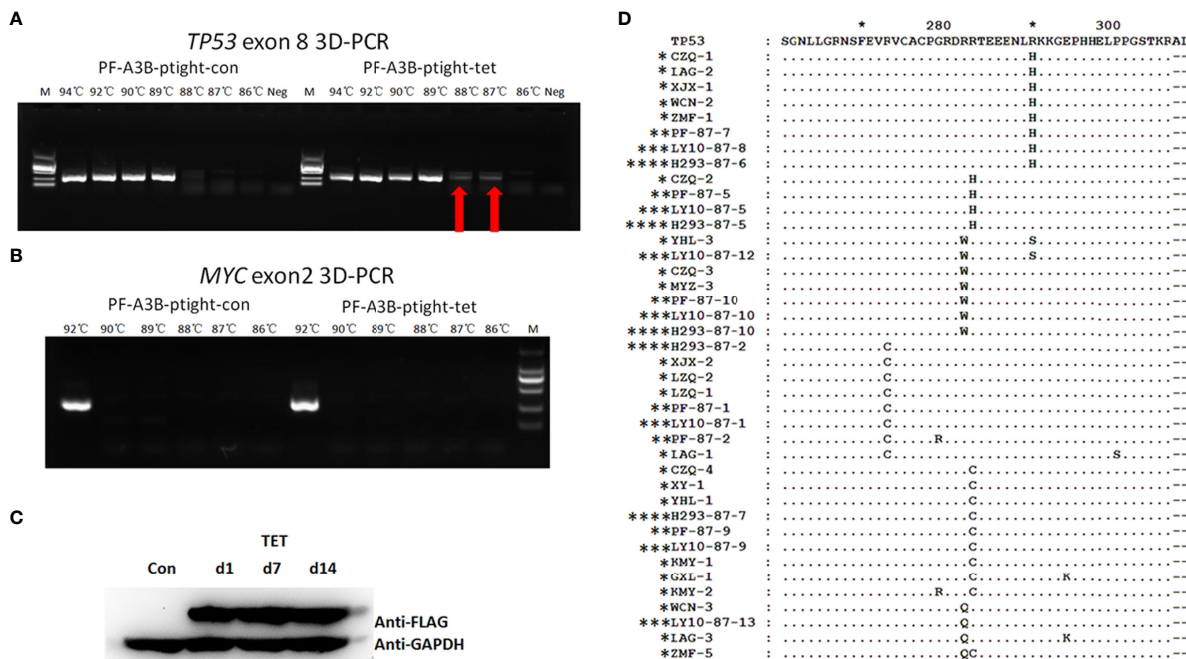 A
TP53 exon 8 3D-PCR
PF-A3B-ptight-con PF-A3B-ptight-tet
M 94℃ 92℃ 90℃ 89℃ 88℃ 87℃ 86℃ Neg M 94℃ 92℃ 90℃ 89℃ 88℃ 87℃ 86℃ Neg
B
MYC exon2 3D-PCR
PF-A3B-ptight-con PF-A3B-ptight-tet
92℃ 90℃ 89℃ 88℃ 87℃ 86℃ 92℃ 90℃ 89℃ 88℃ 87℃ 86℃ M
C
TET
Con d1 d7 d14
Anti-FLAG
Anti-GAPDH
D
* 280 * 300
TP53 : SGNLLGRNSFEVRVCACPGRDRRTEEENLRKKGEPHHELPPGSTKRAL--
*CZQ-1 : .............................H................--
*LAG-2 : .............................H................--
*XJX-1 : .............................H................--
*WCN-2 : .............................H................--
*ZMF-1 : .............................H................--
**PF-87-7 : .............................H................--
***LY10-87-8 : .............................H................--
****H293-87-6 : .............................H................--
*CZQ-2 : ......................H.......................--
**PF-87-5 : ......................H.......................--
***LY10-87-5 : ......................H.......................--
****H293-87-5 : ......................H.......................--
*YHL-3 : .....................W.......S................--
***LY10-87-12 : .....................W.......S................--
*CZQ-3 : .....................W........................--
*MYZ-3 : .....................W........................--
**PF-87-10 : .....................W........................--
***LY10-87-10 : .....................W........................--
****H293-87-10 : .....................W........................--
****H293-87-2 : ............C.................................--
*XJX-2 : ............C.................................--
*LZQ-2 : ............C.................................--
*LZQ-1 : ............C.................................--
**PF-87-1 : ............C.................................--
***LY10-87-1 : ............C.................................--
**PF-87-2 : ............C.....R...........................--
*LAG-1 : ............C..........................S......--
*CZQ-4 : ......................C.......................--
*XY-1 : ......................C.......................--
*YHL-1 : ......................C.......................--
****H293-87-7 : ......................C.......................--
**PF-87-9 : ......................C.......................--
***LY10-87-9 : ......................C.......................--
*KMY-1 : ......................C.......................--
*GXL-1 : ......................C..........K............--
*KMY-2 : ..................R...C.......................--
*WCN-3 : .....................Q........................--
***LY10-87-13 : .....................Q........................--
*LAG-3 : .....................Q...........K............--
*ZMF-5 : .....................QC.......................--